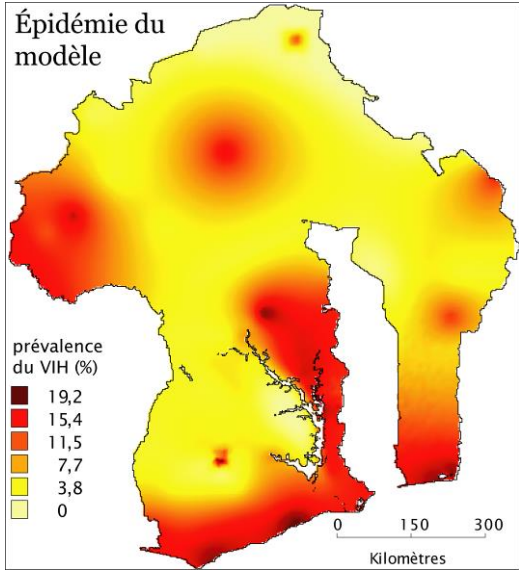 Épidémie du
modèle
prévalence
du VIH (%)
19,2
15,4
11,5
7,7
3,8
0
0 150 300
Kilomètres